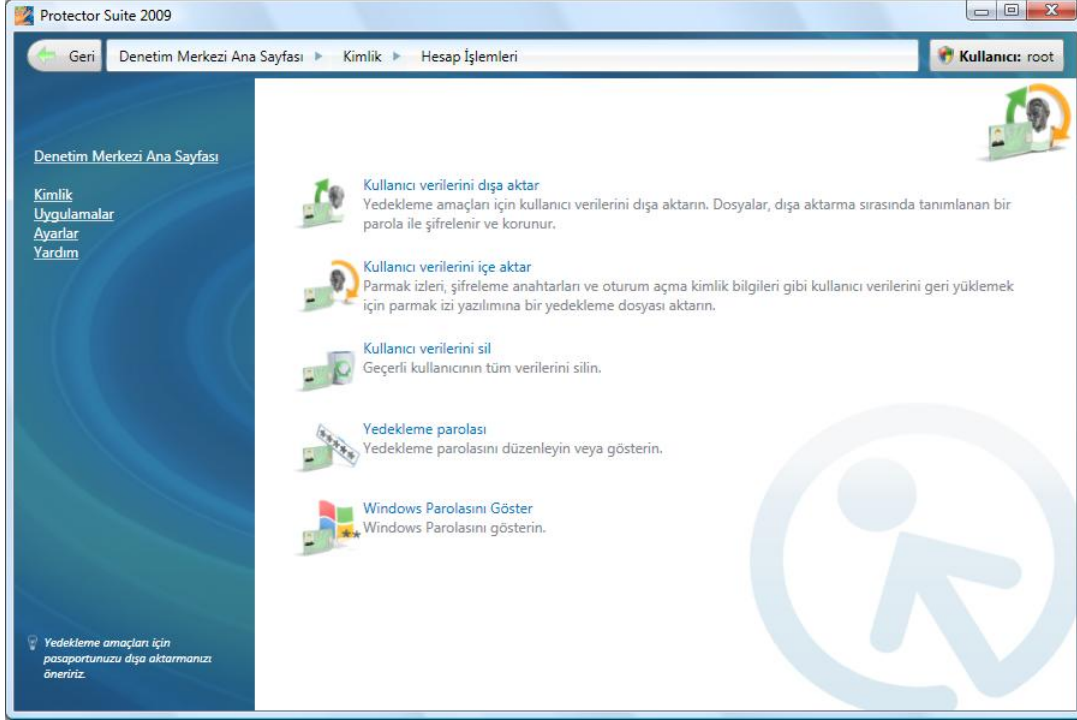 Protector Suite 2009
Geri
Denetim Merkezi Ana Sayfası
Kimlik
Hesap İşlemleri
Kullanıcı: root
Denetim Merkezi Ana Sayfası
Kimlik
Uygulamalar
Ayarlar
Yardım
Kullanıcı verilerini dışa aktar
Yedekleme amaçları için kullanıcı verilerini dışa aktarın. Dosyalar, dışa aktarma sırasında tanımlanan bir
parola ile şifrelenir ve korunur.
Kullanıcı verilerini içe aktar
Parmak izleri, şifreleme anahtarları ve oturum açma kimlik bilgileri gibi kullanıcı verilerini geri yüklemek
için parmak izi yazılımına bir yedekleme dosyası aktarın.
Kullanıcı verilerini sil
Geçerli kullanıcının tüm verilerini silin.
Yedekleme parolası
Yedekleme parolasını düzenleyin veya gösterin.
Windows Parolasını Göster
Windows Parolasını gösterin.
Yedekleme amaçları için
pasaportunuzu dışa aktarmanızı
öneririz.